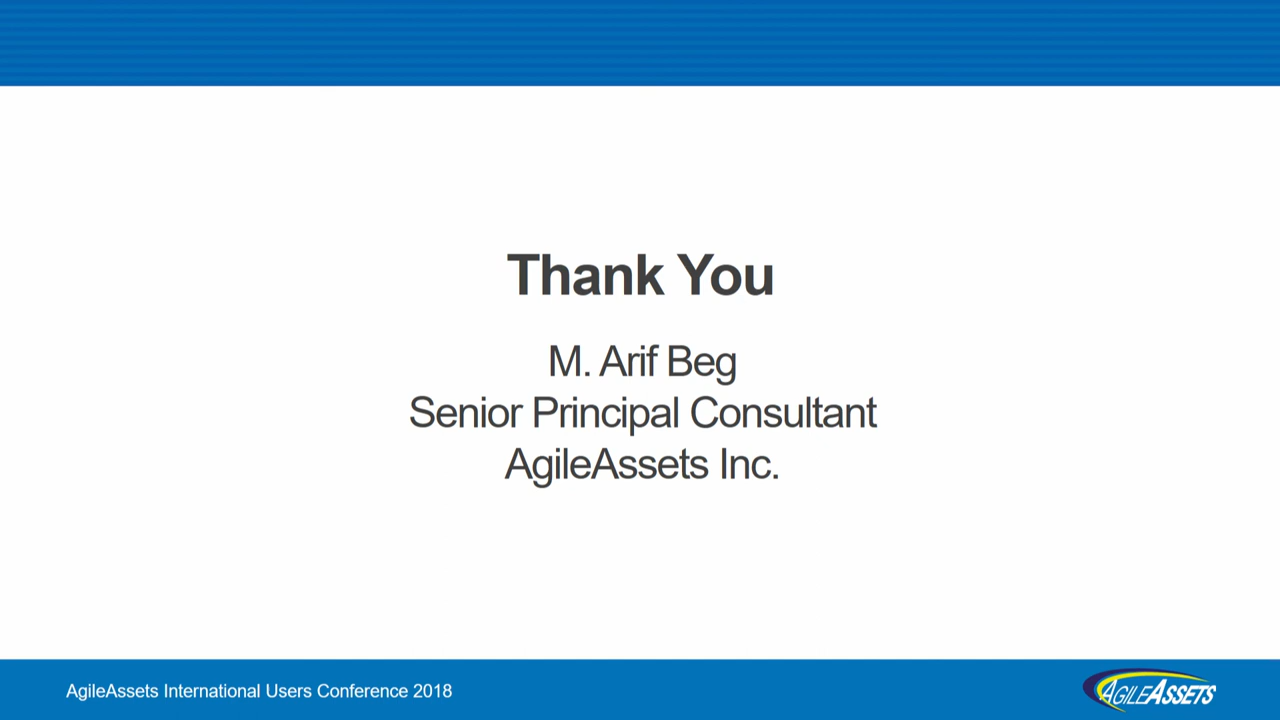 Thank You
M. Arif Beg
Senior Principal Consultant
AgileAssets Inc.
AgileAssets International Users Conference 2018
AGILEASSETS